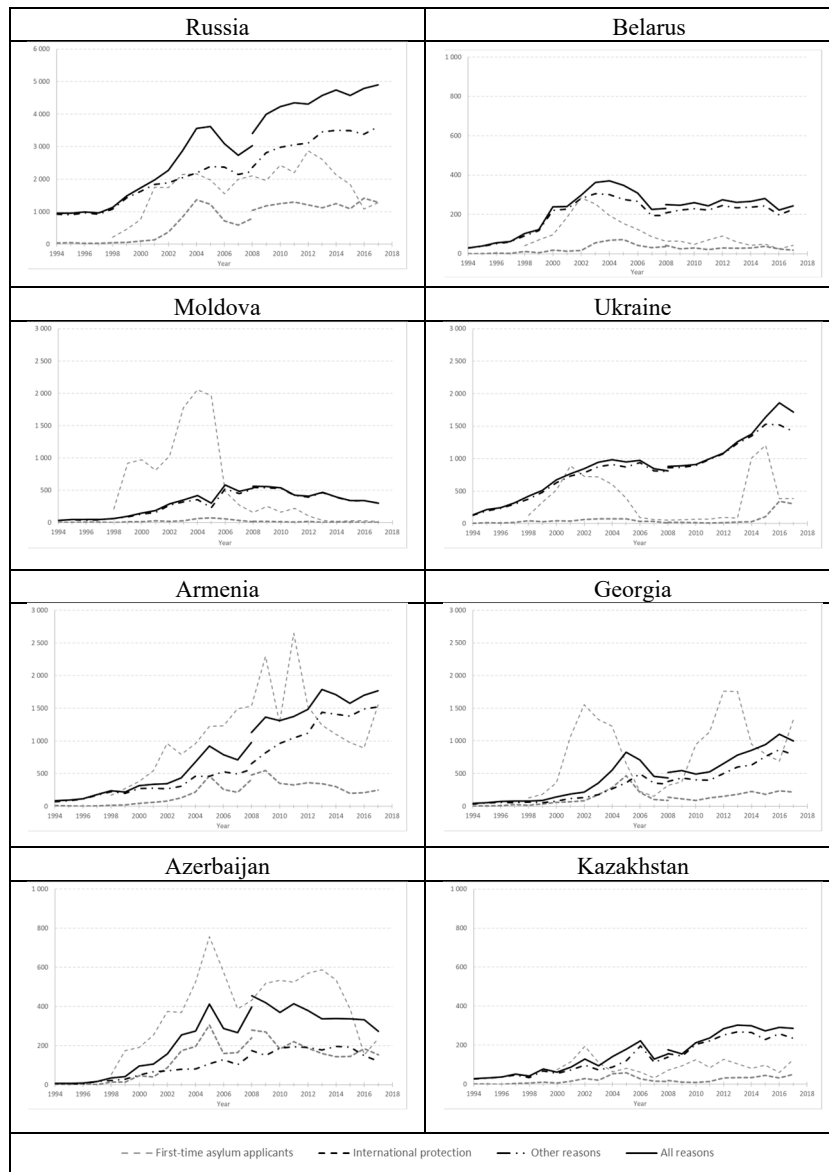 Russia
6 000
5 000
4 000
3 000
2 000
1 000
0
1994 1996 1998 2000 2002 2004 2006 2008 2010 2012 2014 2016 2018
Year
Belarus
1 000
800
600
400
200
0
1994 1996 1998 2000 2002 2004 2006 2008 2010 2012 2014 2016 2018
Year
Moldova
3 000
2 500
2 000
1 500
1 000
500
0
1994 1996 1998 2000 2002 2004 2006 2008 2010 2012 2014 2016 2018
Year
Ukraine
3 000
2 500
2 000
1 500
1 000
500
0
1994 1996 1998 2000 2002 2004 2006 2008 2010 2012 2014 2016 2018
Year
Armenia
3 000
2 500
2 000
1 500
1 000
500
0
1994 1996 1998 2000 2002 2004 2006 2008 2010 2012 2014 2016 2018
Year
Georgia
3 000
2 500
2 000
1 500
1 000
500
0
1994 1996 1998 2000 2002 2004 2006 2008 2010 2012 2014 2016 2018
Year
Azerbaijan
1 000
800
600
400
200
0
1994 1996 1998 2000 2002 2004 2006 2008 2010 2012 2014 2016 2018
Year
Kazakhstan
1 000
800
600
400
200
0
1994 1996 1998 2000 2002 2004 2006 2008 2010 2012 2014 2016 2018
Year
First-time asylum applicants International protection Other reasons All reasons